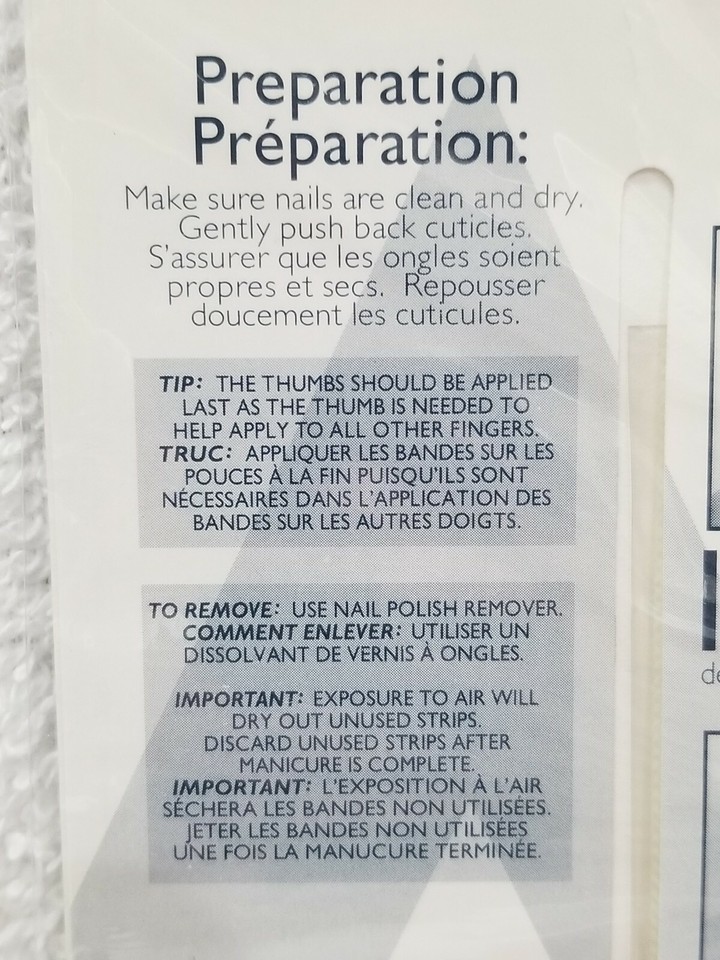 Preparation
Préparation:
Make sure nails are clean and dry.
Gently push back cuticles.
S'assurer que les ongles soient
propres et secs. Repousser
doucement les cuticules.
TIP: THE THUMBS SHOULD BE APPLIED
LAST AS THE THUMB IS NEEDED TO
HELP APPLY TO ALL OTHER FINGERS.
TRUC: APPLIQUER LES BANDES SUR LES
POUCES À LA FIN PUISQU'ILS SONT
NÉCESSAIRES DANS L'APPLICATION DES
BANDES SUR LES AUTRES DOIGTS.
TO REMOVE: USE NAIL POLISH REMOVER.
COMMENT ENLEVER: UTILISER UN
DISSOLVANT DE VERNIS À ONGLES.
IMPORTANT: EXPOSURE TO AIR WILL
DRY OUT UNUSED STRIPS.
DISCARD UNUSED STRIPS AFTER
MANICURE IS COMPLETE.
IMPORTANT: L'EXPOSITION À L'AIR
SÉCHERA LES BANDES NON UTILISÉES.
JETER LES BANDES NON UTILISÉES
UNE FOIS LA MANUCURE TERMINÉE.